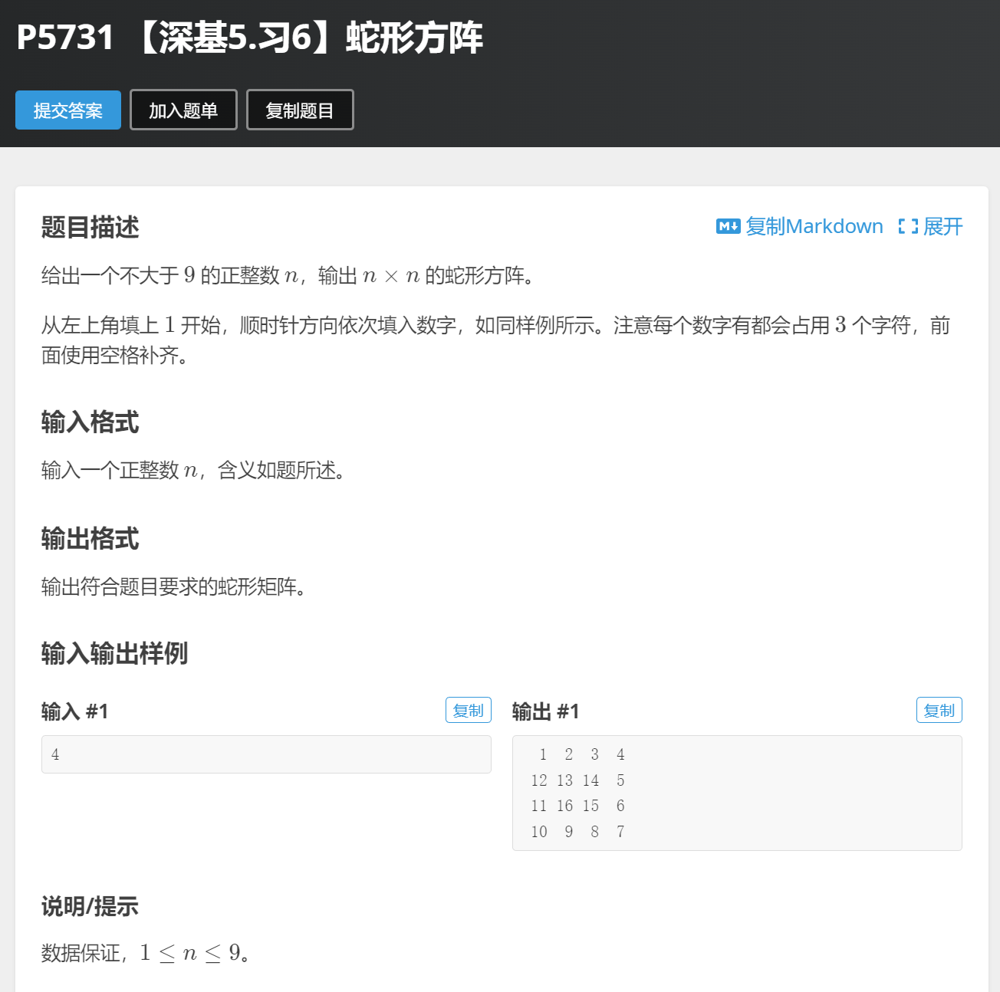 P5731 【深基5.习6】蛇形方阵
提交答案 加入题单 复制题目
题目描述
复制Markdown 展开
给出一个不大于 9 的正整数 n，输出 n × n 的蛇形方阵。
从左上角填上 1 开始，顺时针方向依次填入数字，如同样例所示。注意每个数字有都会占用 3 个字符，前
面使用空格补齐。
输入格式
输入一个正整数 n，含义如题所述。
输出格式
输出符合题目要求的蛇形矩阵。
输入输出样例
输入 #1 复制
4
输出 #1 复制
  1  2  3  4
 12 13 14  5
 11 16 15  6
 10  9  8  7
说明/提示
数据保证，1 ≤ n ≤ 9。